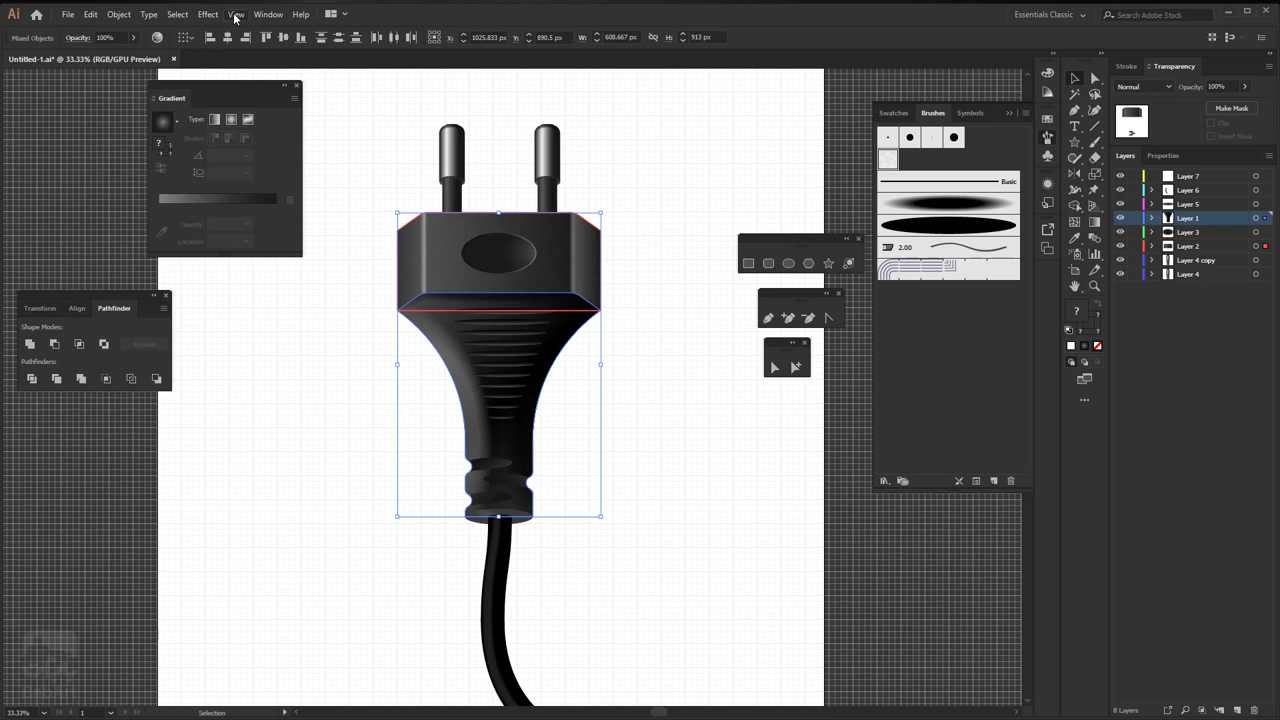 Ai File Edit Object Type Select Effect View Window Help Essentials Classic Search Adobe Stock
Mixed Objects Opacity: 100% X: 1025.833 px Y: 890.5 px W: 608.667 px H: 913 px
Untitled-1.ai* @ 33.33% (RGB/GPU Preview)
Gradient
Type:
Stroke:
Opacity:
Location:
Transform Align Pathfinder
Shape Modes:
Expand
Pathfinders:
Swatches Brushes Symbols
Basic
2.00
Stroke Transparency
Normal Opacity: 100%
Make Mask
Clip
Invert Mask
Layers Properties
Layer 7
Layer 6
Layer 5
Layer 1
Layer 3
Layer 2
Layer 4 copy
Layer 4
8 Layers
33.33% 1 Selection